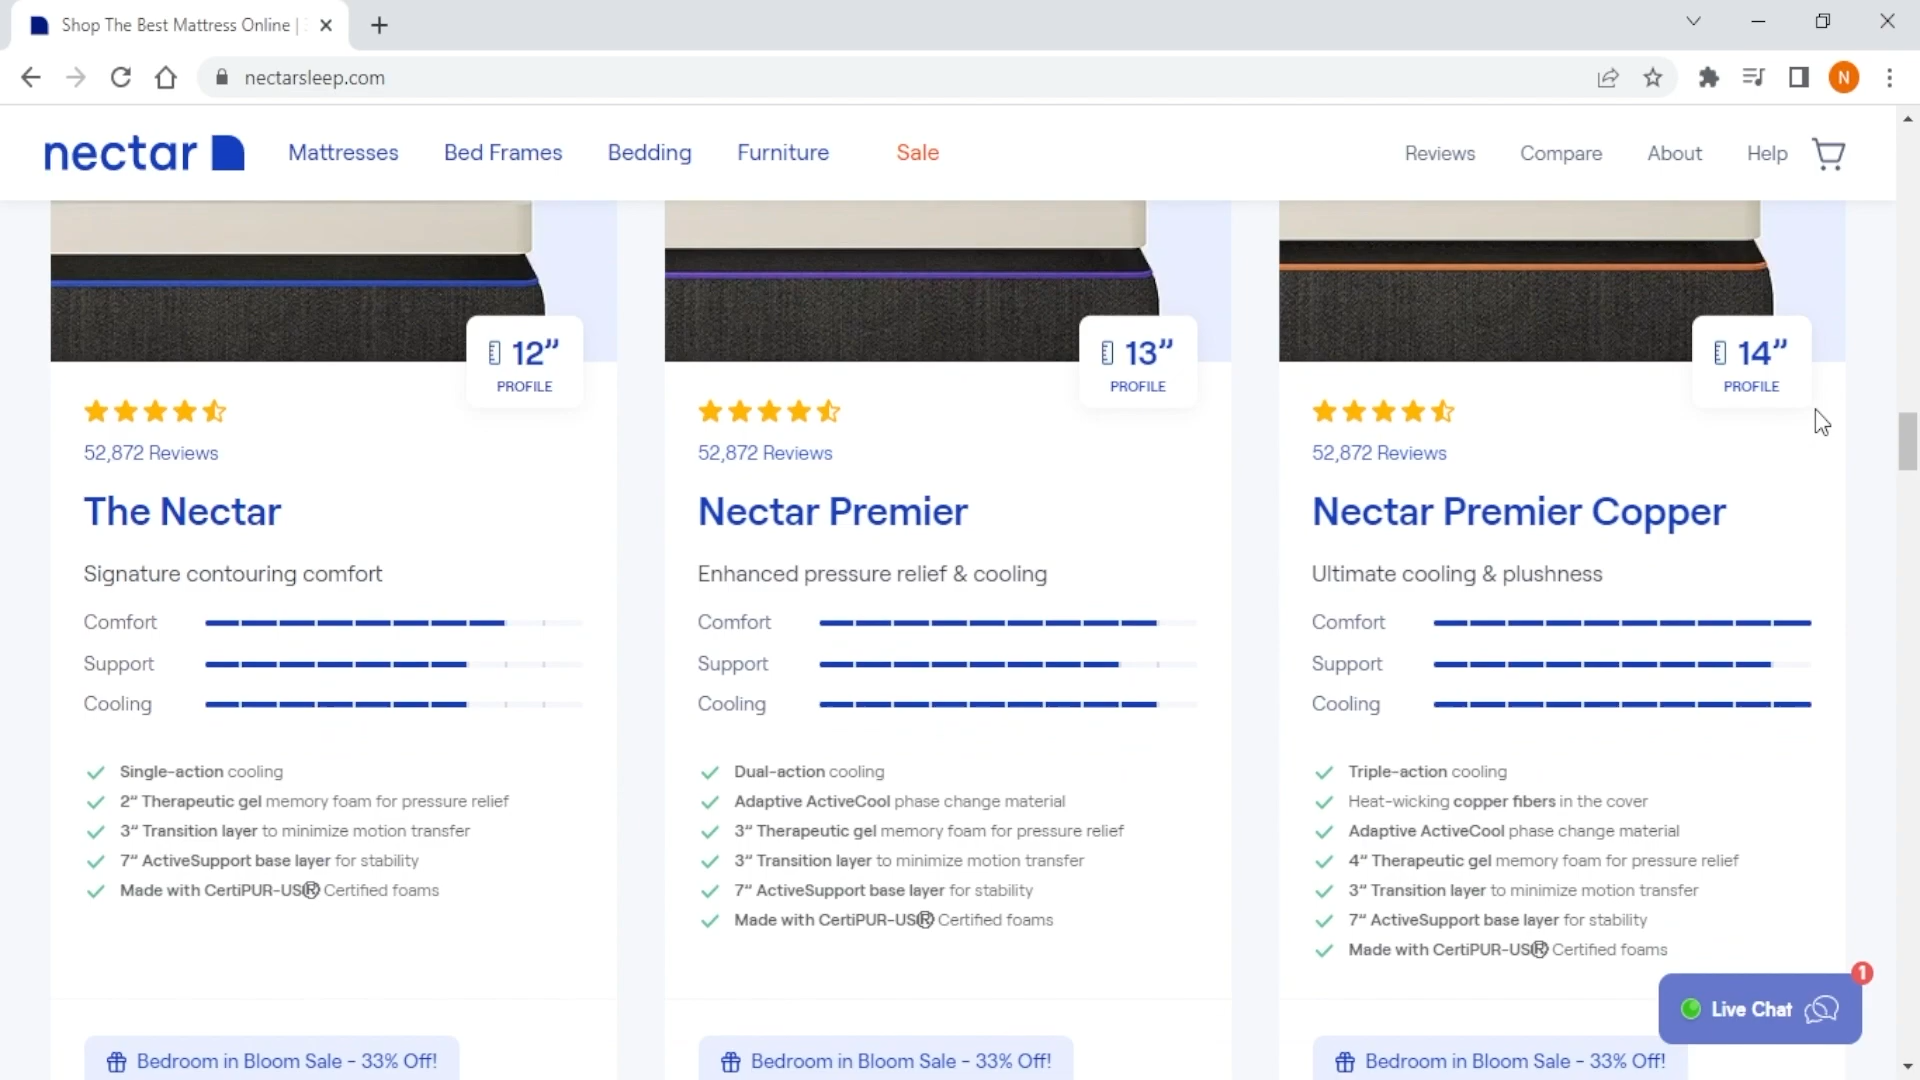 Shop The Best Mattress Online |
nectarsleep.com
N
nectar
Mattresses
Bed Frames
Bedding
Furniture
Sale
Reviews
Compare
About
Help
12”
PROFILE
52,872 Reviews
The Nectar
Signature contouring comfort
Comfort
Support
Cooling
Single-action cooling
2“ Therapeutic gel memory foam for pressure relief
3“ Transition layer to minimize motion transfer
7“ ActiveSupport base layer for stability
Made with CertiPUR-US® Certified foams
Bedroom in Bloom Sale - 33% Off!
13”
PROFILE
52,872 Reviews
Nectar Premier
Enhanced pressure relief & cooling
Comfort
Support
Cooling
Dual-action cooling
Adaptive ActiveCool phase change material
3“ Therapeutic gel memory foam for pressure relief
3“ Transition layer to minimize motion transfer
7“ ActiveSupport base layer for stability
Made with CertiPUR-US® Certified foams
Bedroom in Bloom Sale - 33% Off!
14”
PROFILE
52,872 Reviews
Nectar Premier Copper
Ultimate cooling & plushness
Comfort
Support
Cooling
Triple-action cooling
Heat-wicking copper fibers in the cover
Adaptive ActiveCool phase change material
4“ Therapeutic gel memory foam for pressure relief
3“ Transition layer to minimize motion transfer
7“ ActiveSupport base layer for stability
Made with CertiPUR-US® Certified foams
Bedroom in Bloom Sale - 33% Off!
1
Live Chat